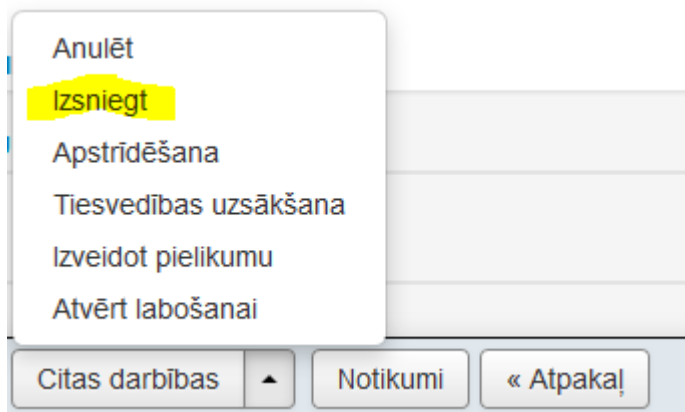 Anulēt
Izsniegt
Apstrīdēšana
Tiesvedības uzsākšana
Izveidot pielikumu
Atvērt labošanai
Citas darbības
Notikumi
« Atpakaļ